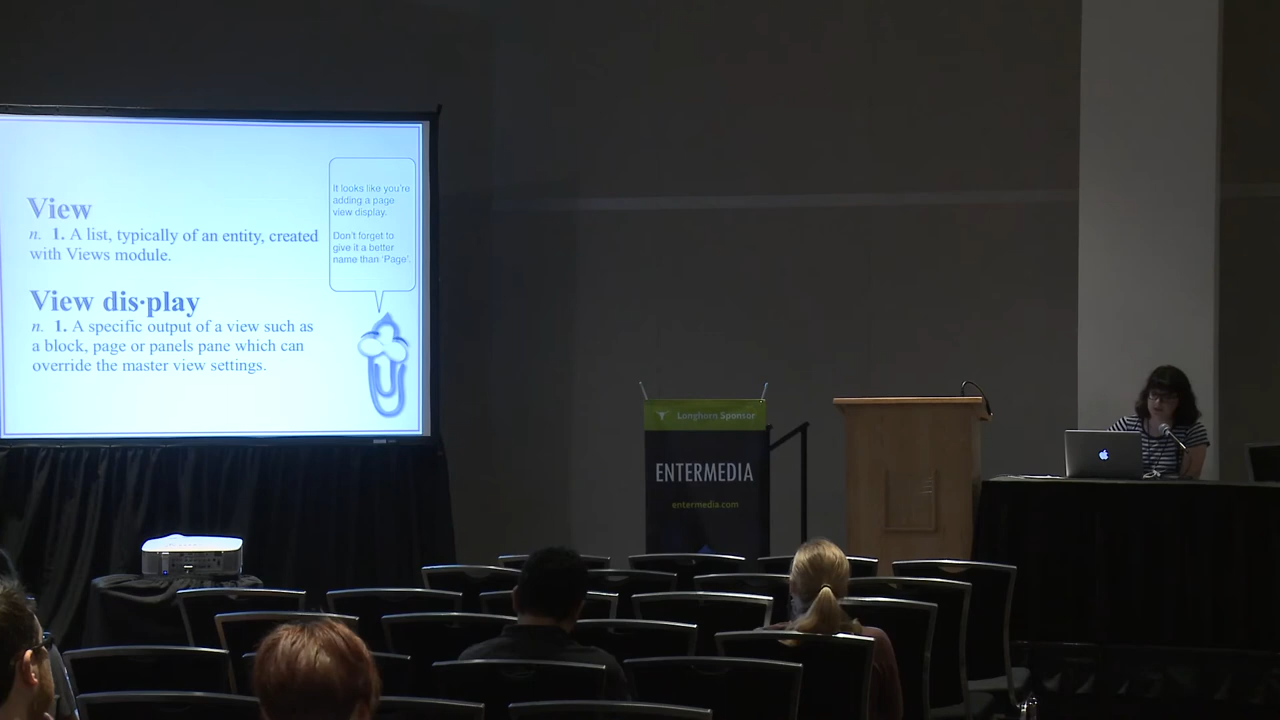 View
n. 1. A list, typically of an entity, created
with Views module.
View dis·play
n. 1. A specific output of a view such as
a block, page or panels pane which can
override the master view settings.
It looks like you're
adding a page
view display.
Don't forget to
give it a better
name than 'Page'.
Longhorn Sponsor
ENTERMEDIA
entermedia.com